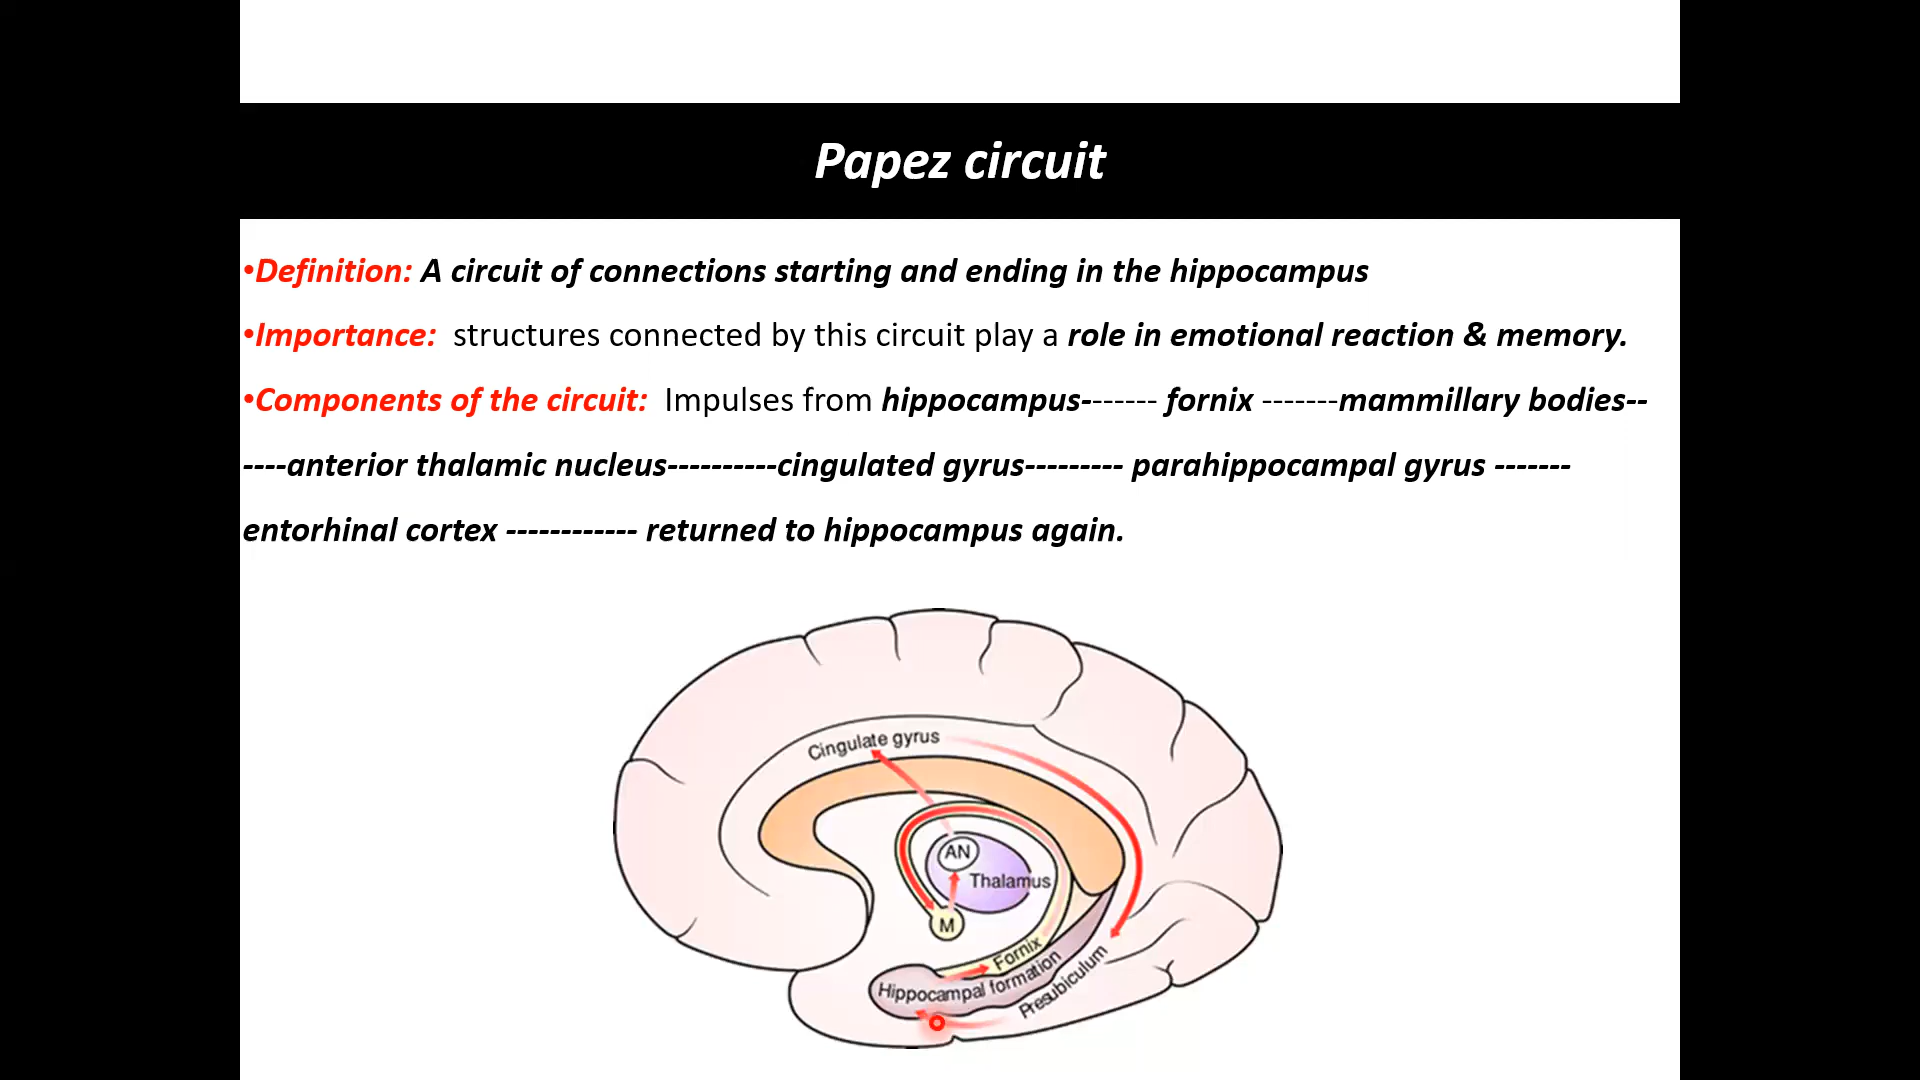 Papez circuit
•Definition: A circuit of connections starting and ending in the hippocampus
•Importance: structures connected by this circuit play a role in emotional reaction & memory.
•Components of the circuit: Impulses from hippocampus------- fornix -------mammillary bodies--
----anterior thalamic nucleus----------cingulated gyrus--------- parahippocampal gyrus -------
entorhinal cortex ------------ returned to hippocampus again.
Cingulate gyrus
AN
Thalamus
M
Fornix
Hippocampal formation
Presubiculum